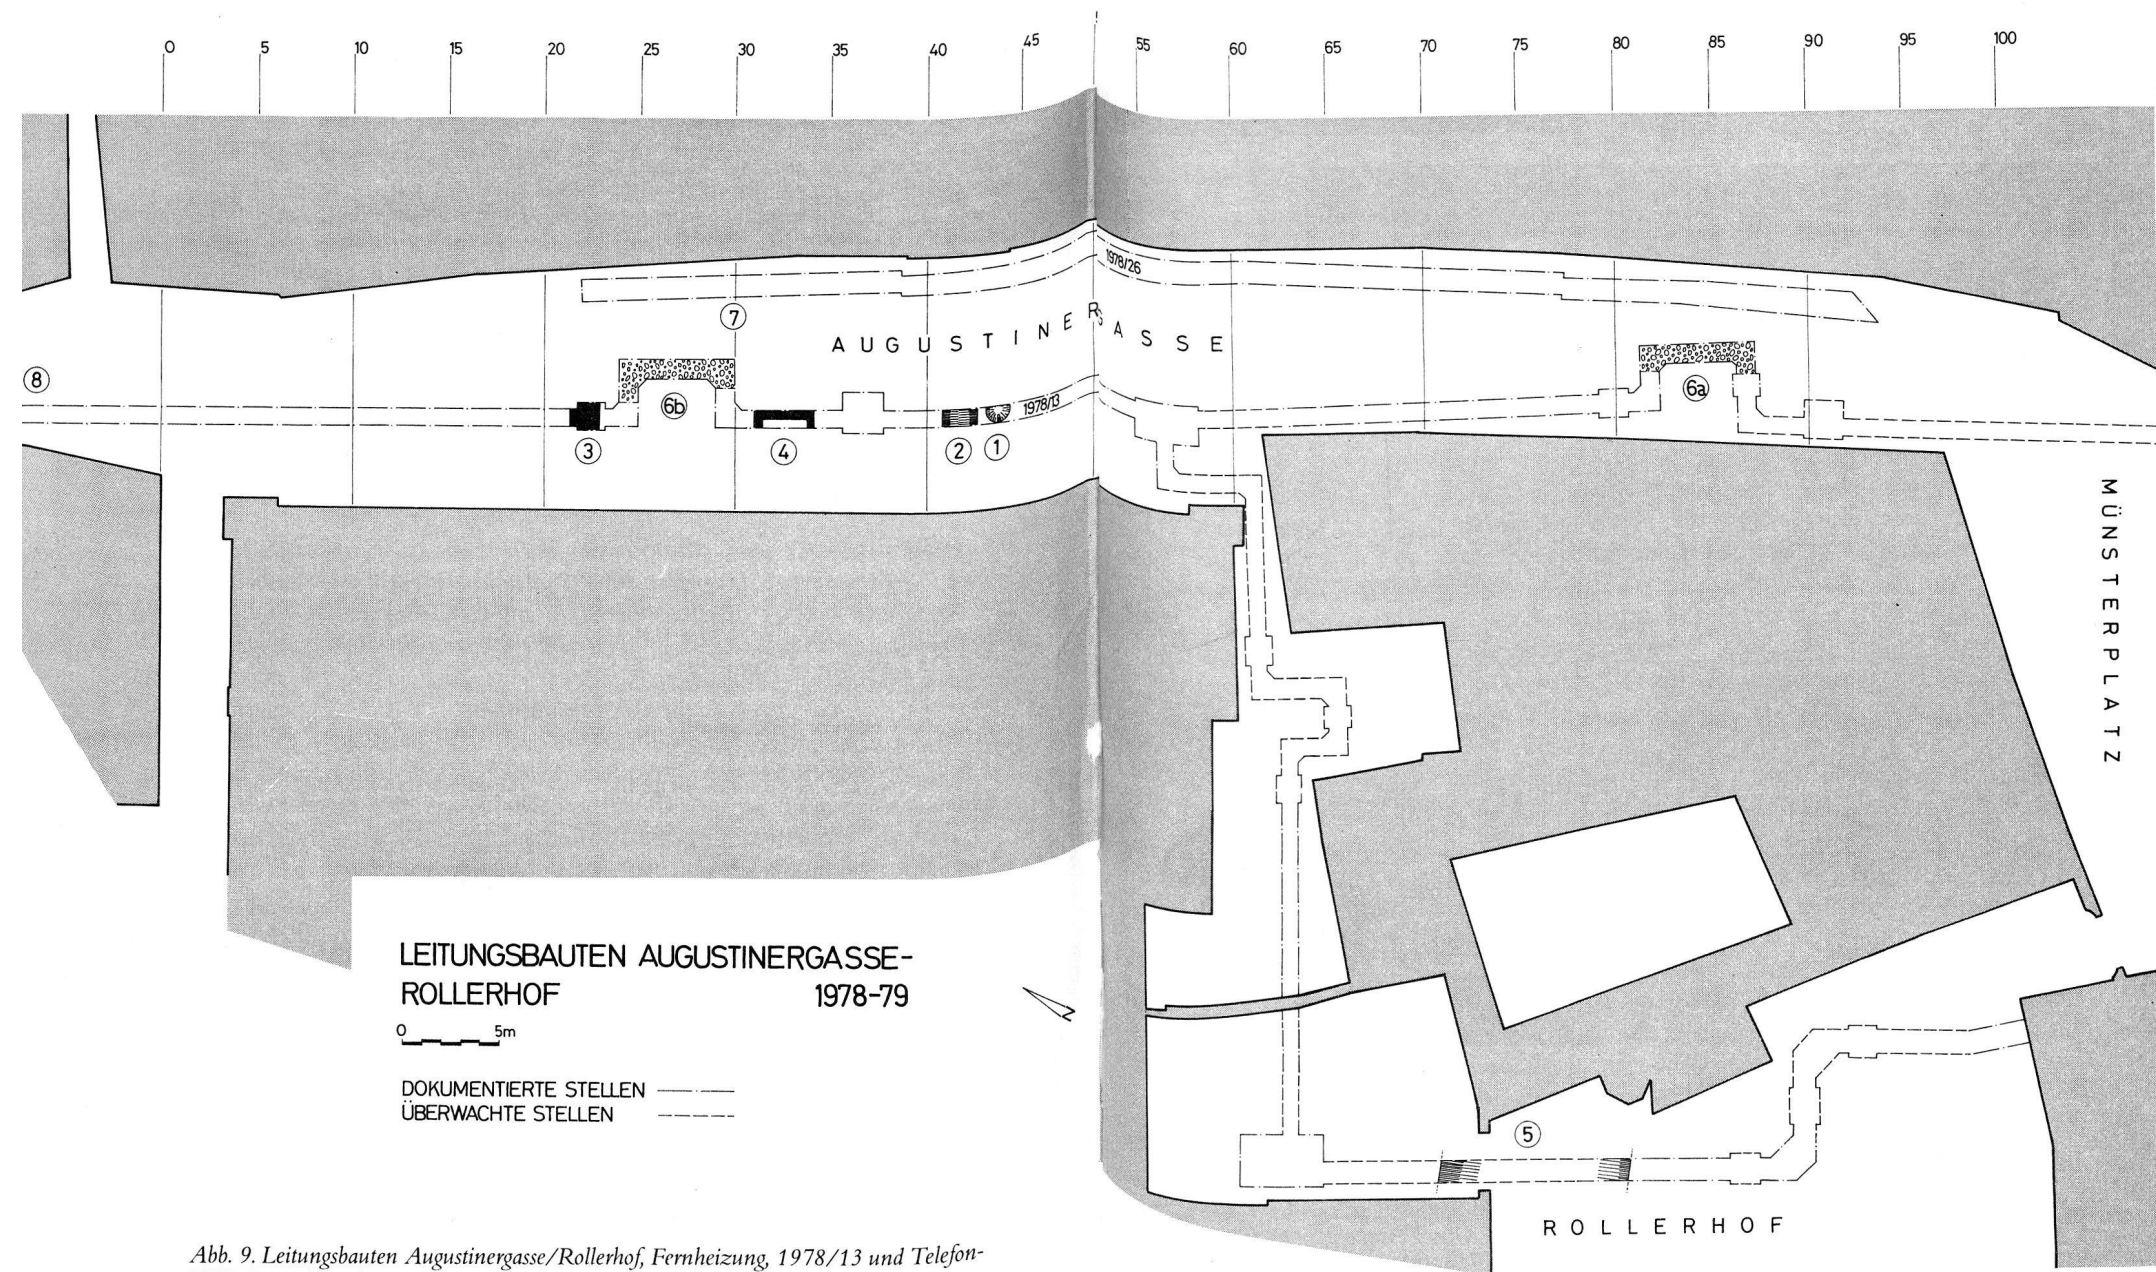 0 5 10 15 20 25 30 35 40 45 55 60 65 70 75 80 85 90 95 100
1978/26
7
AUGUSTINERGASSE
8
6b
6a
1978/13
3
4
2
1
MÜNSTERPLATZ
LEITUNGSBAUTEN AUGUSTINERGASSE-
ROLLERHOF 1978-79
0 5m
N
DOKUMENTIERTE STELLEN
ÜBERWACHTE STELLEN
5
ROLLERHOF
Abb. 9. Leitungsbauten Augustinergasse/Rollerhof, Fernheizung, 1978/13 und Telefon-